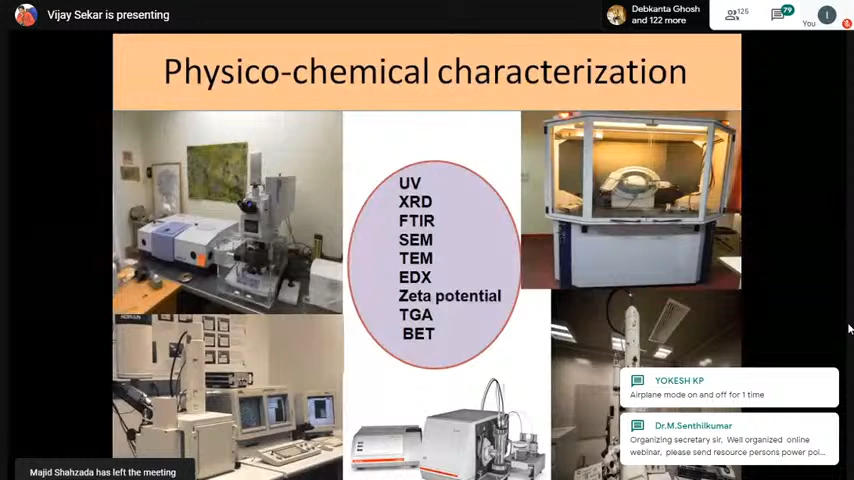 Vijay Sekar is presenting
Debkanta Ghosh
and 122 more
125
79
You
I
Physico-chemical characterization
UV
XRD
FTIR
SEM
TEM
EDX
Zeta potential
TGA
BET
YOKESH KP
Airplane mode on and off for 1 time
Dr.M.Senthilkumar
Organizing secretary sir, Well organized online
webinar, please send resource persons power poi...
Majid Shahzada has left the meeting